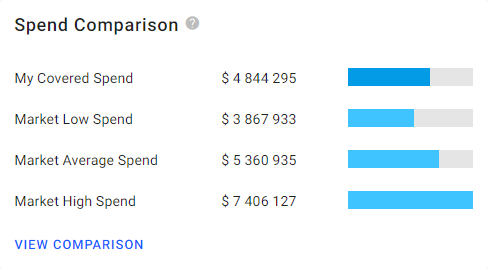 Spend Comparison ?
My Covered Spend $ 4 844 295
Market Low Spend $ 3 867 933
Market Average Spend $ 5 360 935
Market High Spend $ 7 406 127
VIEW COMPARISON